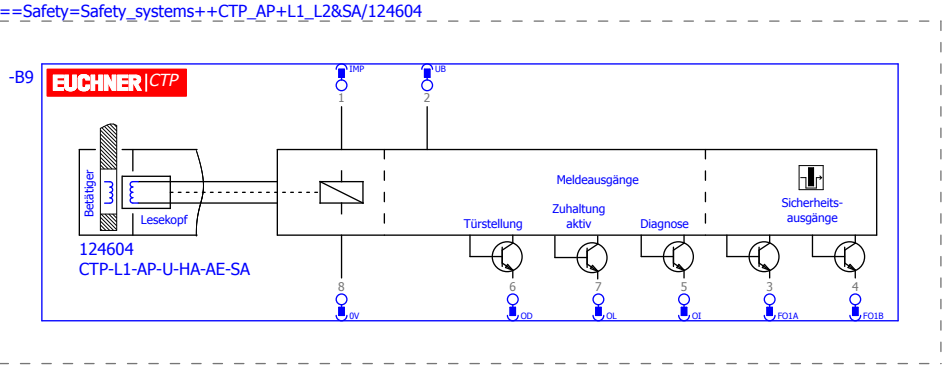 ==Safety=Safety_systems++CTP_AP+L1_L2&SA/124604
-B9
EUCHNER|CTP
IMP
UB
1
2
Betätiger
Lesekopf
Meldeausgänge
Türstellung
Zuhaltung
aktiv
Diagnose
Sicherheits-
ausgänge
124604
CTP-L1-AP-U-HA-AE-SA
8
6
7
5
3
4
0V
OD
OL
OI
FO1A
FO1B